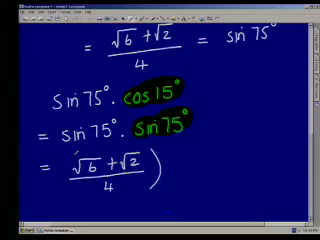 = (√6 + √2)/4 = sin 75°
sin 75° . cos 15°
= sin 75° . sin 75°
= (√6 + √2)/4 )